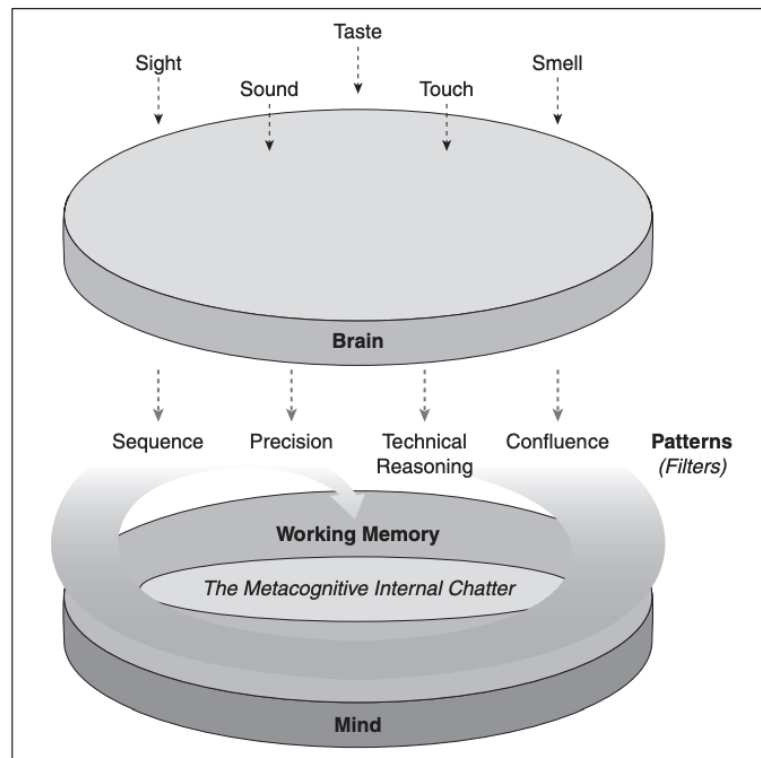 Taste
Sight
Smell
Sound
Touch
Brain
Sequence
Precision
Technical
Reasoning
Confluence
Patterns
(Filters)
Working Memory
The Metacognitive Internal Chatter
Mind